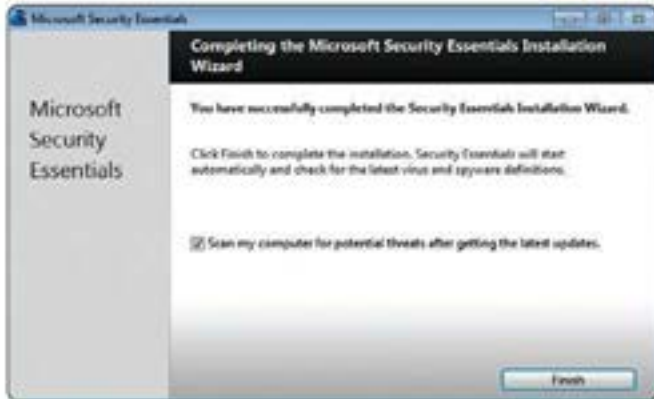 Microsoft Security Essentials
Completing the Microsoft Security Essentials Installation
Wizard
Microsoft
Security
Essentials
You have successfully completed the Security Essentials Installation Wizard.
Click Finish to complete the installation. Security Essentials will start
automatically and check for the latest virus and spyware definitions.
Scan my computer for potential threats after getting the latest updates.
Finish